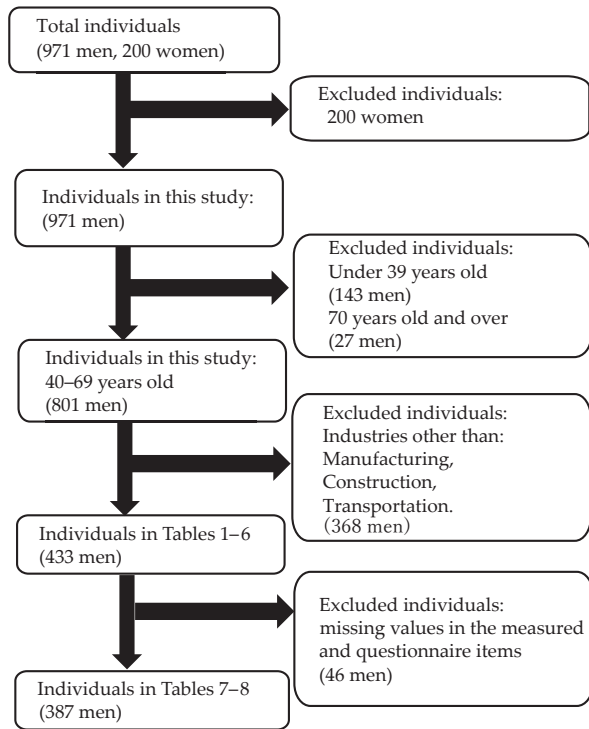 Total individuals
(971 men, 200 women)
Excluded individuals:
200 women
Individuals in this study:
(971 men)
Excluded individuals:
Under 39 years old
(143 men)
70 years old and over
(27 men)
Individuals in this study:
40–69 years old
(801 men)
Excluded individuals:
Industries other than:
Manufacturing,
Construction,
Transportation.
(368 men)
Individuals in Tables 1–6
(433 men)
Excluded individuals:
missing values in the measured
and questionnaire items
(46 men)
Individuals in Tables 7–8
(387 men)